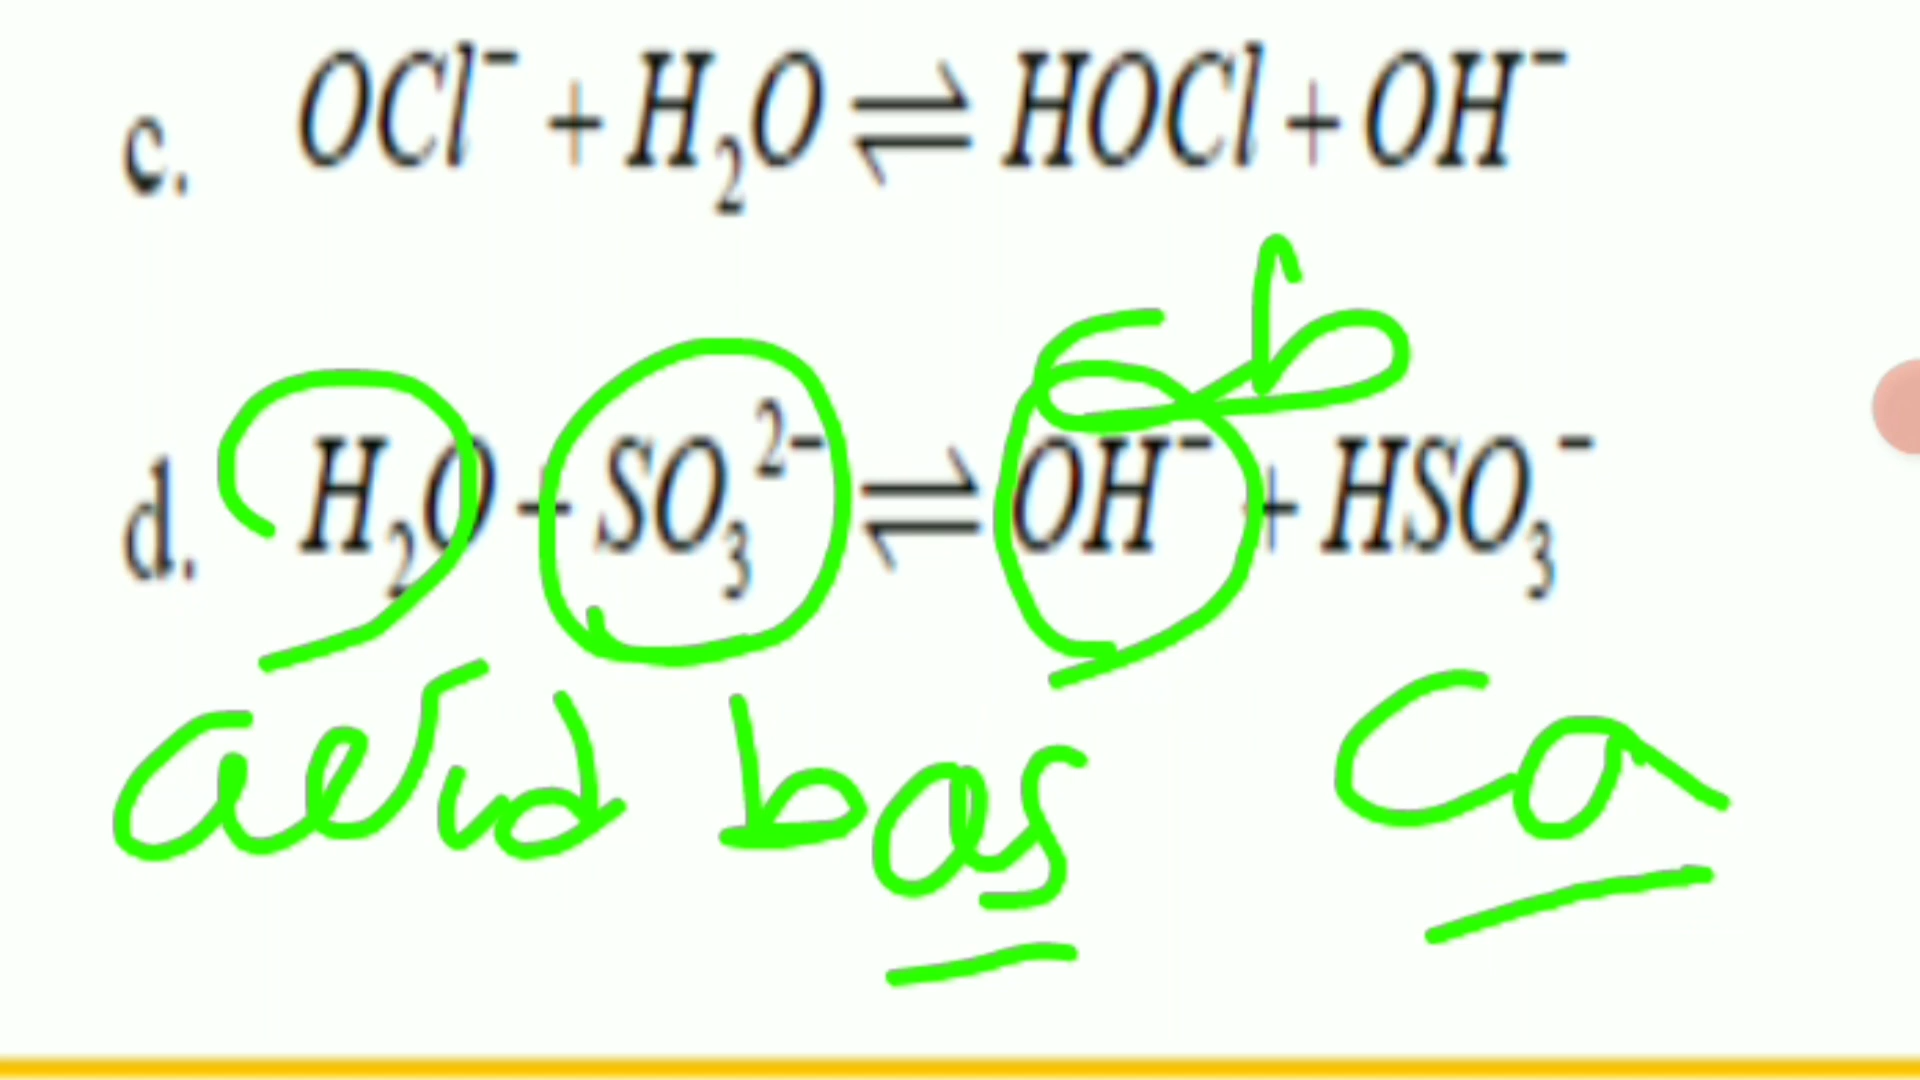 c. OCl⁻ + H₂O ⇌ HOCl + OH⁻
cb
d. H₂O + SO₃²⁻ ⇌ OH⁻ + HSO₃⁻
acid bas ca